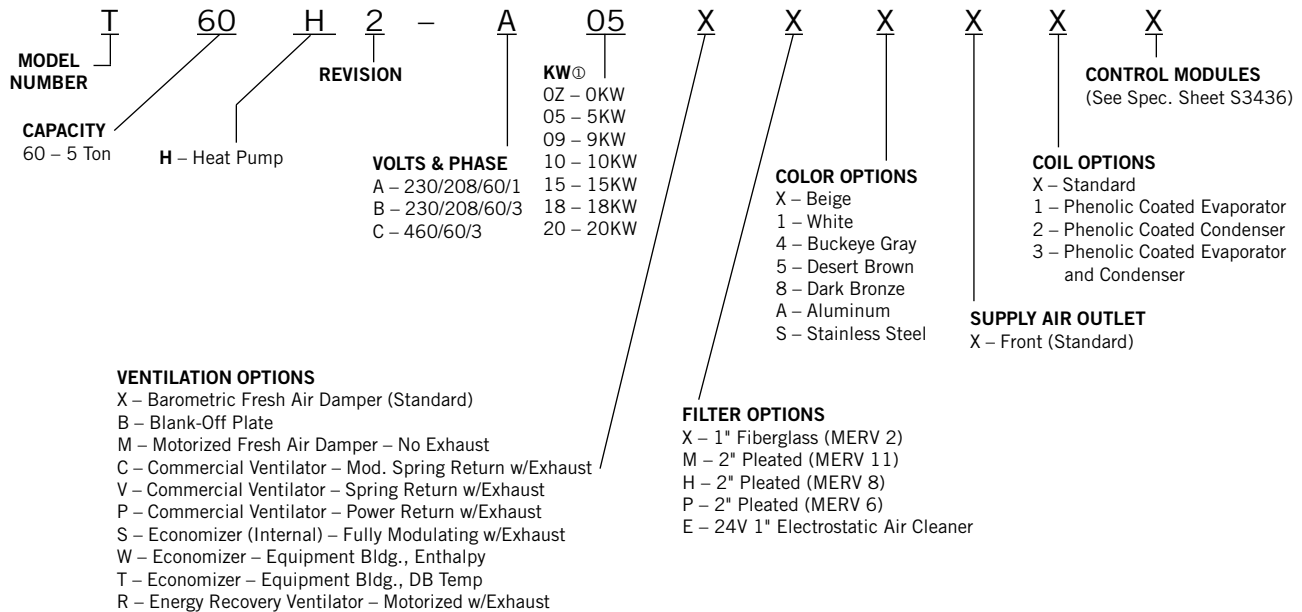 T 60 H 2 – A 05 X X X X X X
MODEL
NUMBER
CAPACITY
60 – 5 Ton
H – Heat Pump
REVISION
VOLTS & PHASE
A – 230/208/60/1
B – 230/208/60/3
C – 460/60/3
KW①
0Z – 0KW
05 – 5KW
09 – 9KW
10 – 10KW
15 – 15KW
18 – 18KW
20 – 20KW
VENTILATION OPTIONS
X – Barometric Fresh Air Damper (Standard)
B – Blank-Off Plate
M – Motorized Fresh Air Damper – No Exhaust
C – Commercial Ventilator – Mod. Spring Return w/Exhaust
V – Commercial Ventilator – Spring Return w/Exhaust
P – Commercial Ventilator – Power Return w/Exhaust
S – Economizer (Internal) – Fully Modulating w/Exhaust
W – Economizer – Equipment Bldg., Enthalpy
T – Economizer – Equipment Bldg., DB Temp
R – Energy Recovery Ventilator – Motorized w/Exhaust
FILTER OPTIONS
X – 1" Fiberglass (MERV 2)
M – 2" Pleated (MERV 11)
H – 2" Pleated (MERV 8)
P – 2" Pleated (MERV 6)
E – 24V 1" Electrostatic Air Cleaner
COLOR OPTIONS
X – Beige
1 – White
4 – Buckeye Gray
5 – Desert Brown
8 – Dark Bronze
A – Aluminum
S – Stainless Steel
SUPPLY AIR OUTLET
X – Front (Standard)
COIL OPTIONS
X – Standard
1 – Phenolic Coated Evaporator
2 – Phenolic Coated Condenser
3 – Phenolic Coated Evaporator
and Condenser
CONTROL MODULES
(See Spec. Sheet S3436)